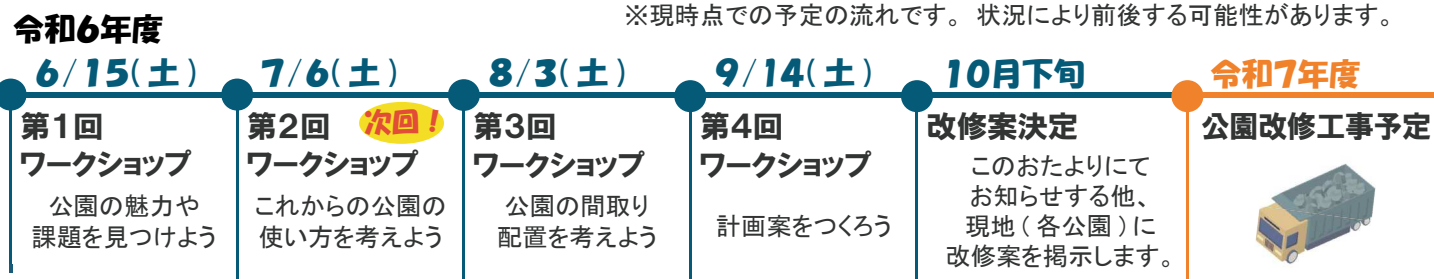 ※現時点での予定の流れです。状況により前後する可能性があります。
令和6年度
6/15(土)
第1回
ワークショップ
公園の魅力や
課題を見つけよう
7/6(土)
第2回 次回！
ワークショップ
これからの公園の
使い方を考えよう
8/3(土)
第3回
ワークショップ
公園の間取り
配置を考えよう
9/14(土)
第4回
ワークショップ
計画案をつくろう
10月下旬
改修案決定
このおたよりにて
お知らせする他、
現地(各公園)に
改修案を掲示します。
令和7年度
公園改修工事予定